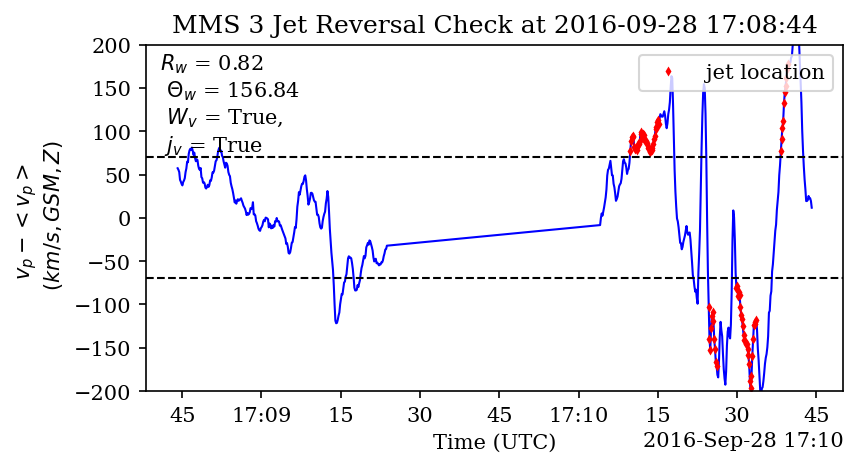 MMS 3 Jet Reversal Check at 2016-09-28 17:08:44
R_w = 0.82
Θ_w = 156.84
W_v = True,
j_v = True
jet location
200
150
100
50
0
−50
−100
−150
−200
v_p − < v_p >
(km/s, GSM, Z)
45 17:09 15 30 45 17:10 15 30 45
Time (UTC)
2016-Sep-28 17:10